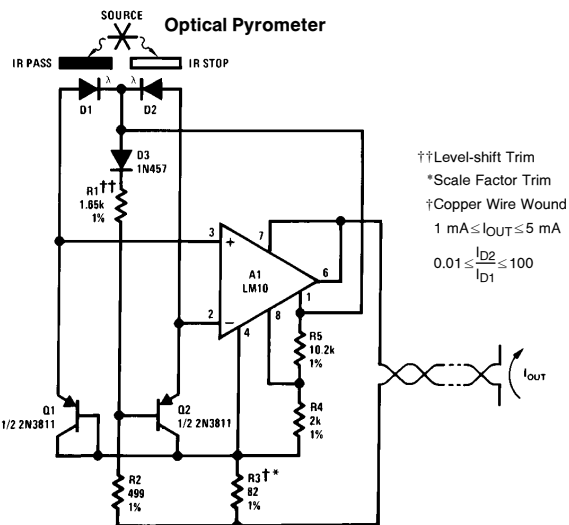 SOURCE
Optical Pyrometer
IR PASS
IR STOP
λ
λ
D1
D2
D3
1N457
R1††
1.65k
1%
††Level-shift Trim
*Scale Factor Trim
†Copper Wire Wound
1 mA≤IOUT≤5 mA
0.01≤ID2/ID1≤100
3
+
7
A1
LM10
6
1
2
−
4
8
R5
10.2k
1%
IOUT
Q1
1/2 2N3811
Q2
1/2 2N3811
R4
2k
1%
R2
499
1%
R3†*
82
1%